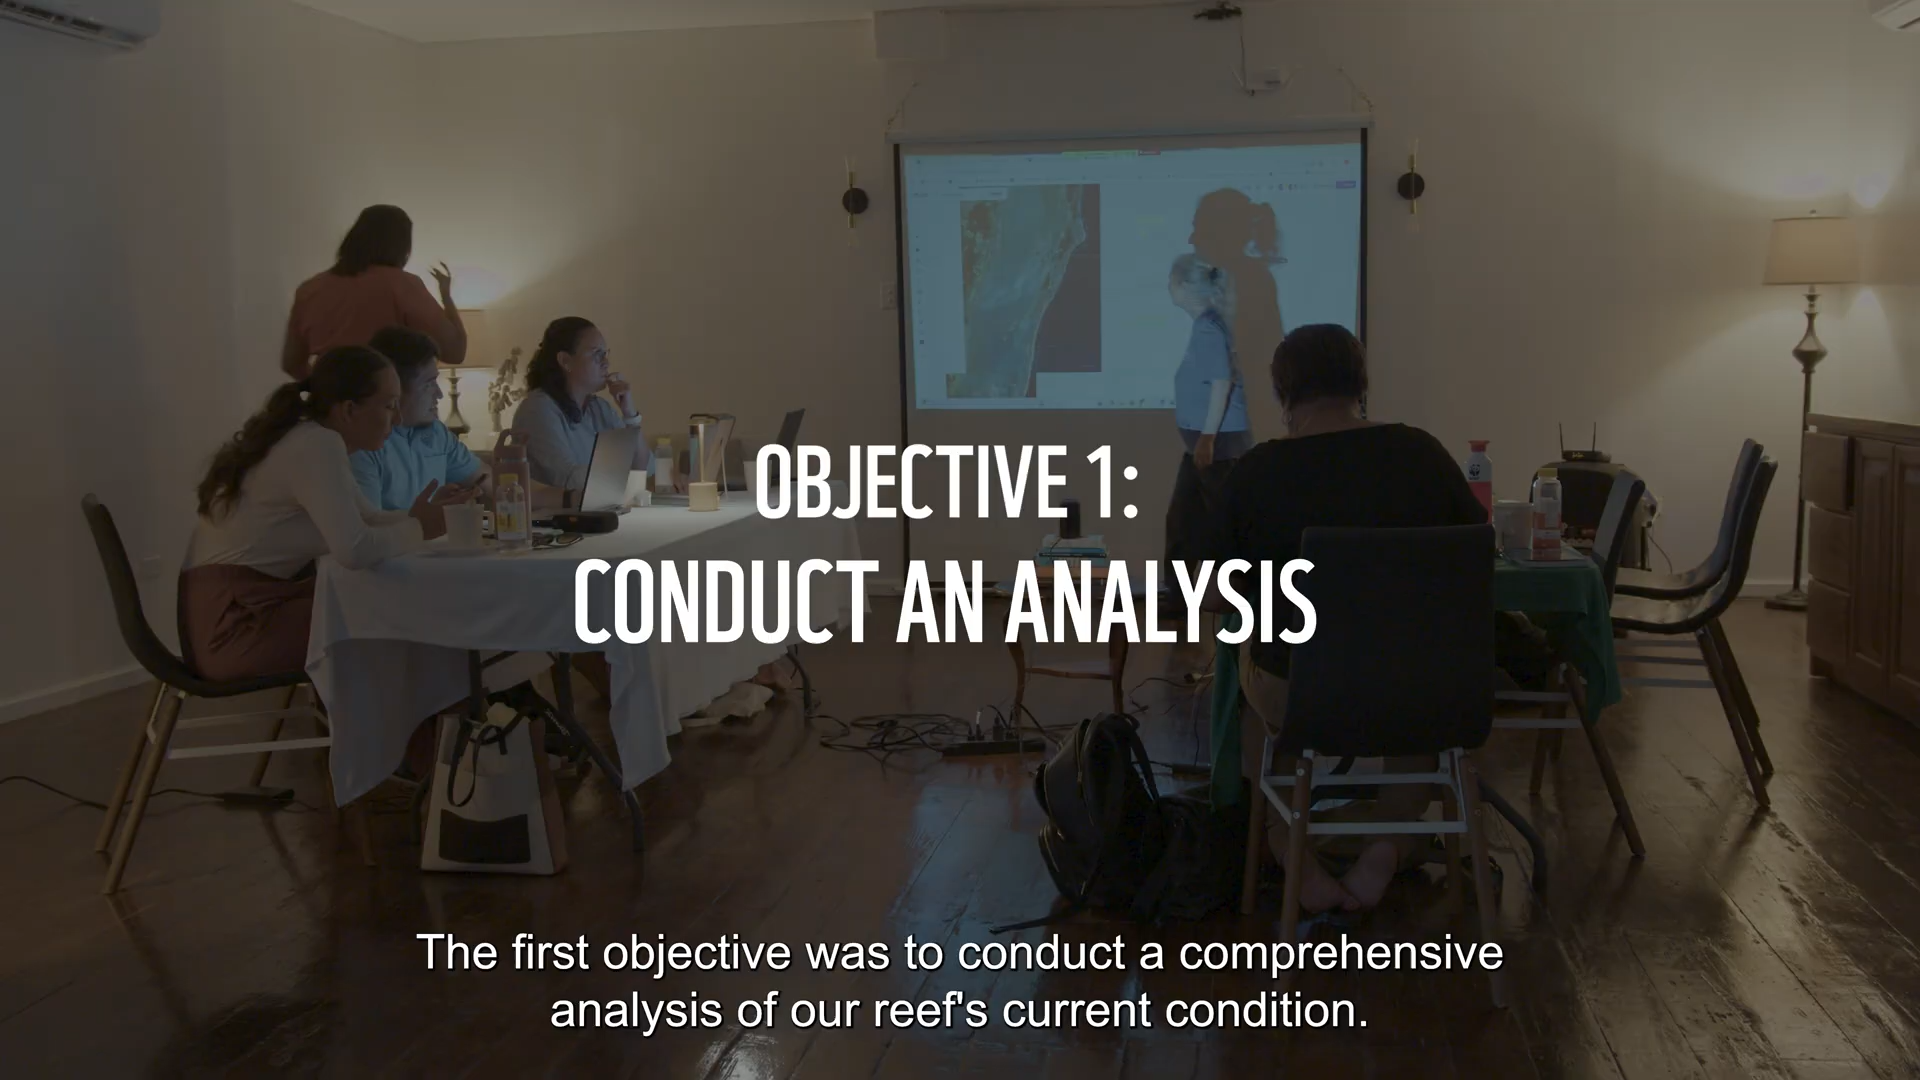 OBJECTIVE 1:
CONDUCT AN ANALYSIS
The first objective was to conduct a comprehensive
analysis of our reef's current condition.